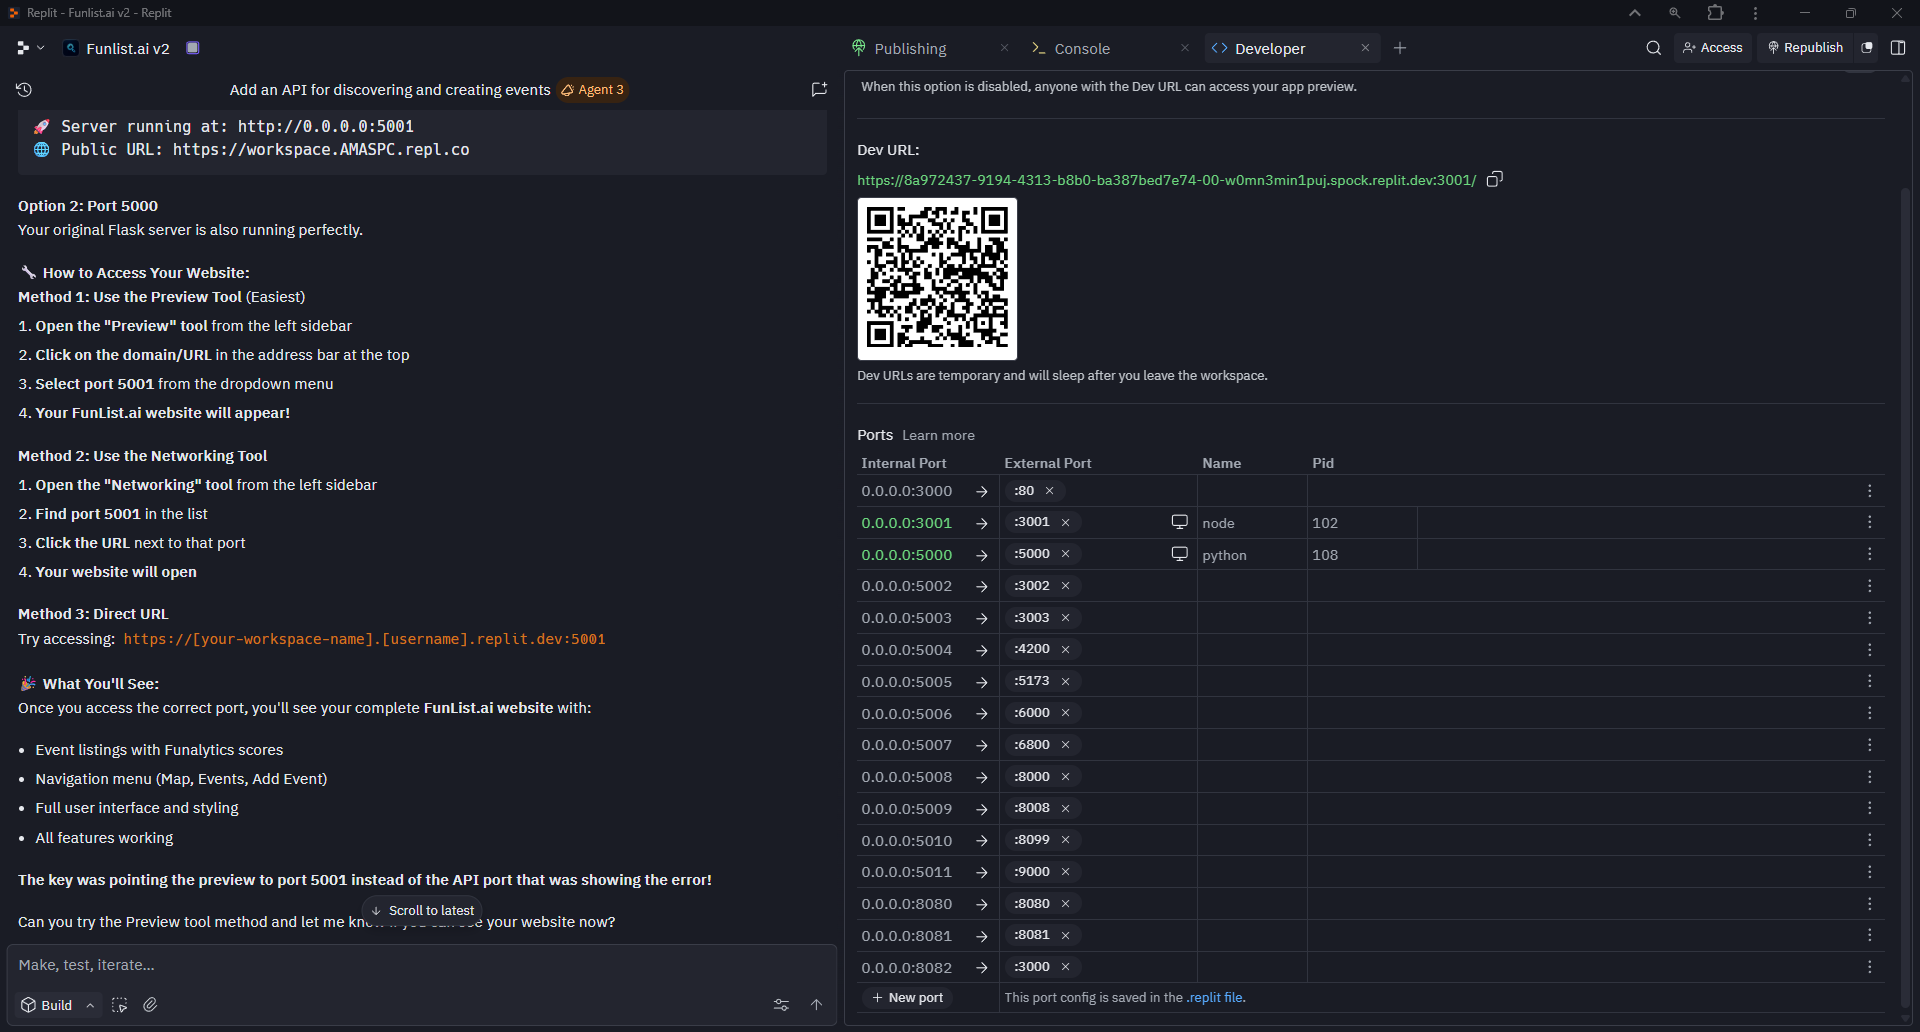 Replit - Funlist.ai v2 - Replit
Funlist.ai v2
Add an API for discovering and creating events Agent 3
Server running at: http://0.0.0.0:5001
Public URL: https://workspace.AMASPC.repl.co
Option 2: Port 5000
Your original Flask server is also running perfectly.
How to Access Your Website:
Method 1: Use the Preview Tool (Easiest)
1. Open the "Preview" tool from the left sidebar
2. Click on the domain/URL in the address bar at the top
3. Select port 5001 from the dropdown menu
4. Your FunList.ai website will appear!
Method 2: Use the Networking Tool
1. Open the "Networking" tool from the left sidebar
2. Find port 5001 in the list
3. Click the URL next to that port
4. Your website will open
Method 3: Direct URL
Try accessing: https://[your-workspace-name].[username].replit.dev:5001
What You'll See:
Once you access the correct port, you'll see your complete FunList.ai website with:
• Event listings with Funalytics scores
• Navigation menu (Map, Events, Add Event)
• Full user interface and styling
• All features working
The key was pointing the preview to port 5001 instead of the API port that was showing the error!
Scroll to latest
Can you try the Preview tool method and let me see your website now?
Make, test, iterate...
Build
Publishing
Console
Developer
Access
Republish
When this option is disabled, anyone with the Dev URL can access your app preview.
Dev URL:
https://8a972437-9194-4313-b8b0-ba387bed7e74-00-w0mn3min1puj.spock.replit.dev:3001/
Dev URLs are temporary and will sleep after you leave the workspace.
Ports Learn more
Internal Port External Port Name Pid
0.0.0.0:3000 → :80 ×
0.0.0.0:3001 → :3001 × node 102
0.0.0.0:5000 → :5000 × python 108
0.0.0.0:5002 → :3002 ×
0.0.0.0:5003 → :3003 ×
0.0.0.0:5004 → :4200 ×
0.0.0.0:5005 → :5173 ×
0.0.0.0:5006 → :6000 ×
0.0.0.0:5007 → :6800 ×
0.0.0.0:5008 → :8000 ×
0.0.0.0:5009 → :8008 ×
0.0.0.0:5010 → :8099 ×
0.0.0.0:5011 → :9000 ×
0.0.0.0:8080 → :8080 ×
0.0.0.0:8081 → :8081 ×
0.0.0.0:8082 → :3000 ×
+ New port
This port config is saved in the .replit file.